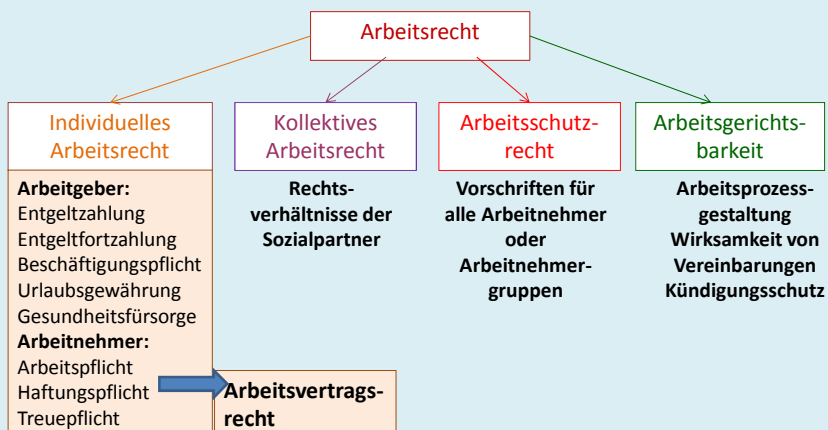 Arbeitsrecht
Individuelles
Arbeitsrecht
Arbeitgeber:
Entgeltzahlung
Entgeltfortzahlung
Beschäftigungspflicht
Urlaubsgewährung
Gesundheitsfürsorge
Arbeitnehmer:
Arbeitspflicht
Haftungspflicht
Treuepflicht
Arbeitsvertrags-
recht
Kollektives
Arbeitsrecht
Rechts-
verhältnisse der
Sozialpartner
Arbeitsschutz-
recht
Vorschriften für
alle Arbeitnehmer
oder
Arbeitnehmer-
gruppen
Arbeitsgerichts-
barkeit
Arbeitsprozess-
gestaltung
Wirksamkeit von
Vereinbarungen
Kündigungsschutz